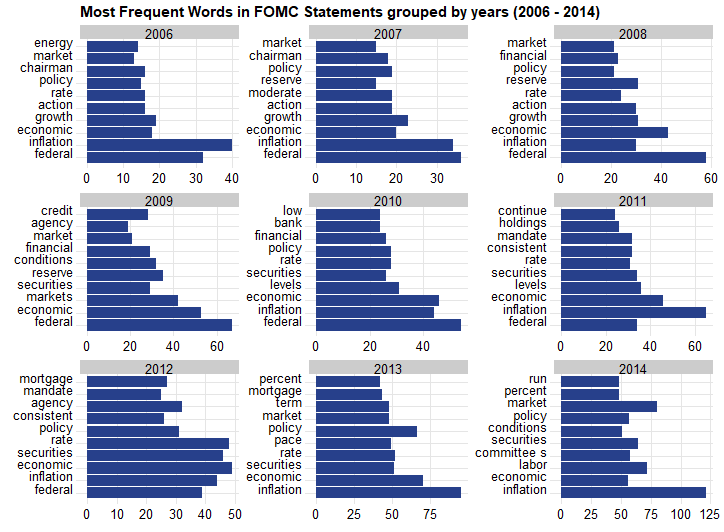 Most Frequent Words in FOMC Statements grouped by years (2006 - 2014)
2006
energy
market
chairman
policy
rate
action
growth
economic
inflation
federal
0 10 20 30 40
2007
market
chairman
policy
reserve
moderate
action
growth
economic
inflation
federal
0 10 20 30
2008
market
financial
policy
reserve
rate
action
growth
economic
inflation
federal
0 20 40 60
2009
credit
agency
market
financial
conditions
reserve
securities
markets
economic
federal
0 20 40 60
2010
low
bank
financial
policy
rate
securities
levels
economic
inflation
federal
0 20 40
2011
continue
holdings
mandate
consistent
rate
securities
levels
economic
inflation
federal
0 20 40 60
2012
mortgage
mandate
agency
consistent
policy
rate
securities
economic
inflation
federal
0 10 20 30 40 50
2013
percent
mortgage
term
market
policy
pace
rate
securities
economic
inflation
0 25 50 75
2014
run
percent
market
policy
conditions
securities
committee s
labor
economic
inflation
0 25 50 75 100 125